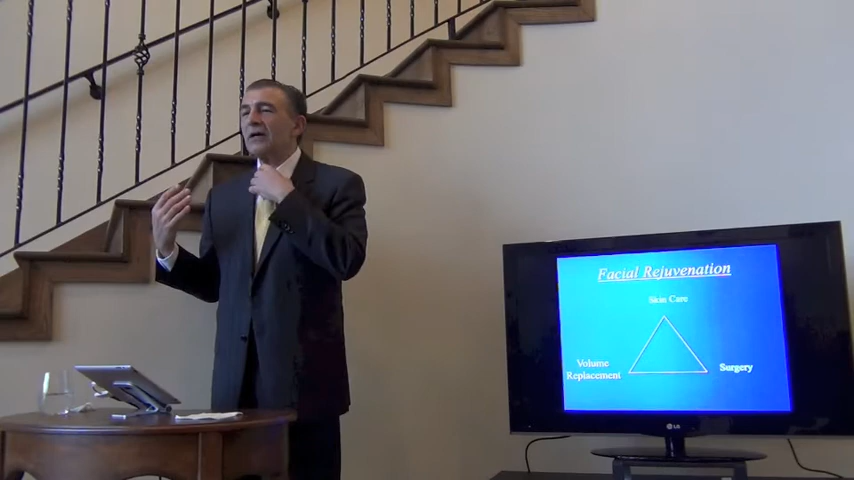 Facial Rejuvenation
Skin Care
Volume
Replacement
Surgery
LG